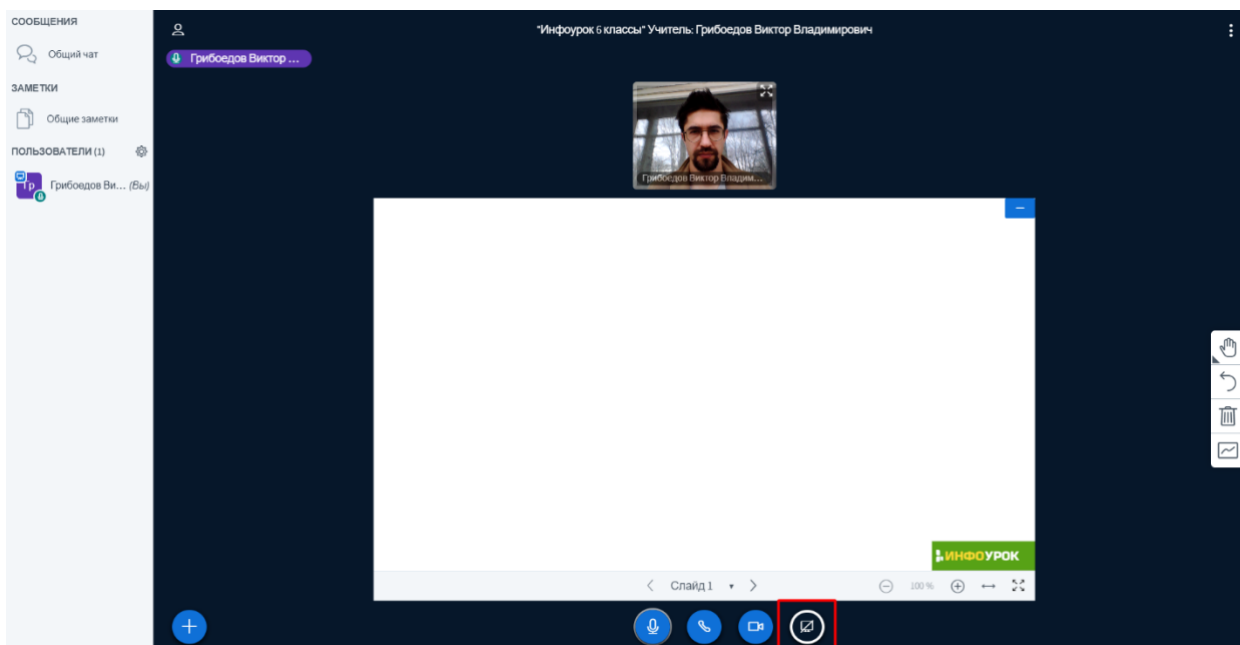 СООБЩЕНИЯ
Общий чат
ЗАМЕТКИ
Общие заметки
ПОЛЬЗОВАТЕЛИ (1)
Гр
Грибоедов Ви... (Вы)
"Инфоурок 6 классы" Учитель: Грибоедов Виктор Владимирович
Грибоедов Виктор ...
Грибоедов Виктор Владим...
ИНФОУРОК
Слайд 1
100 %